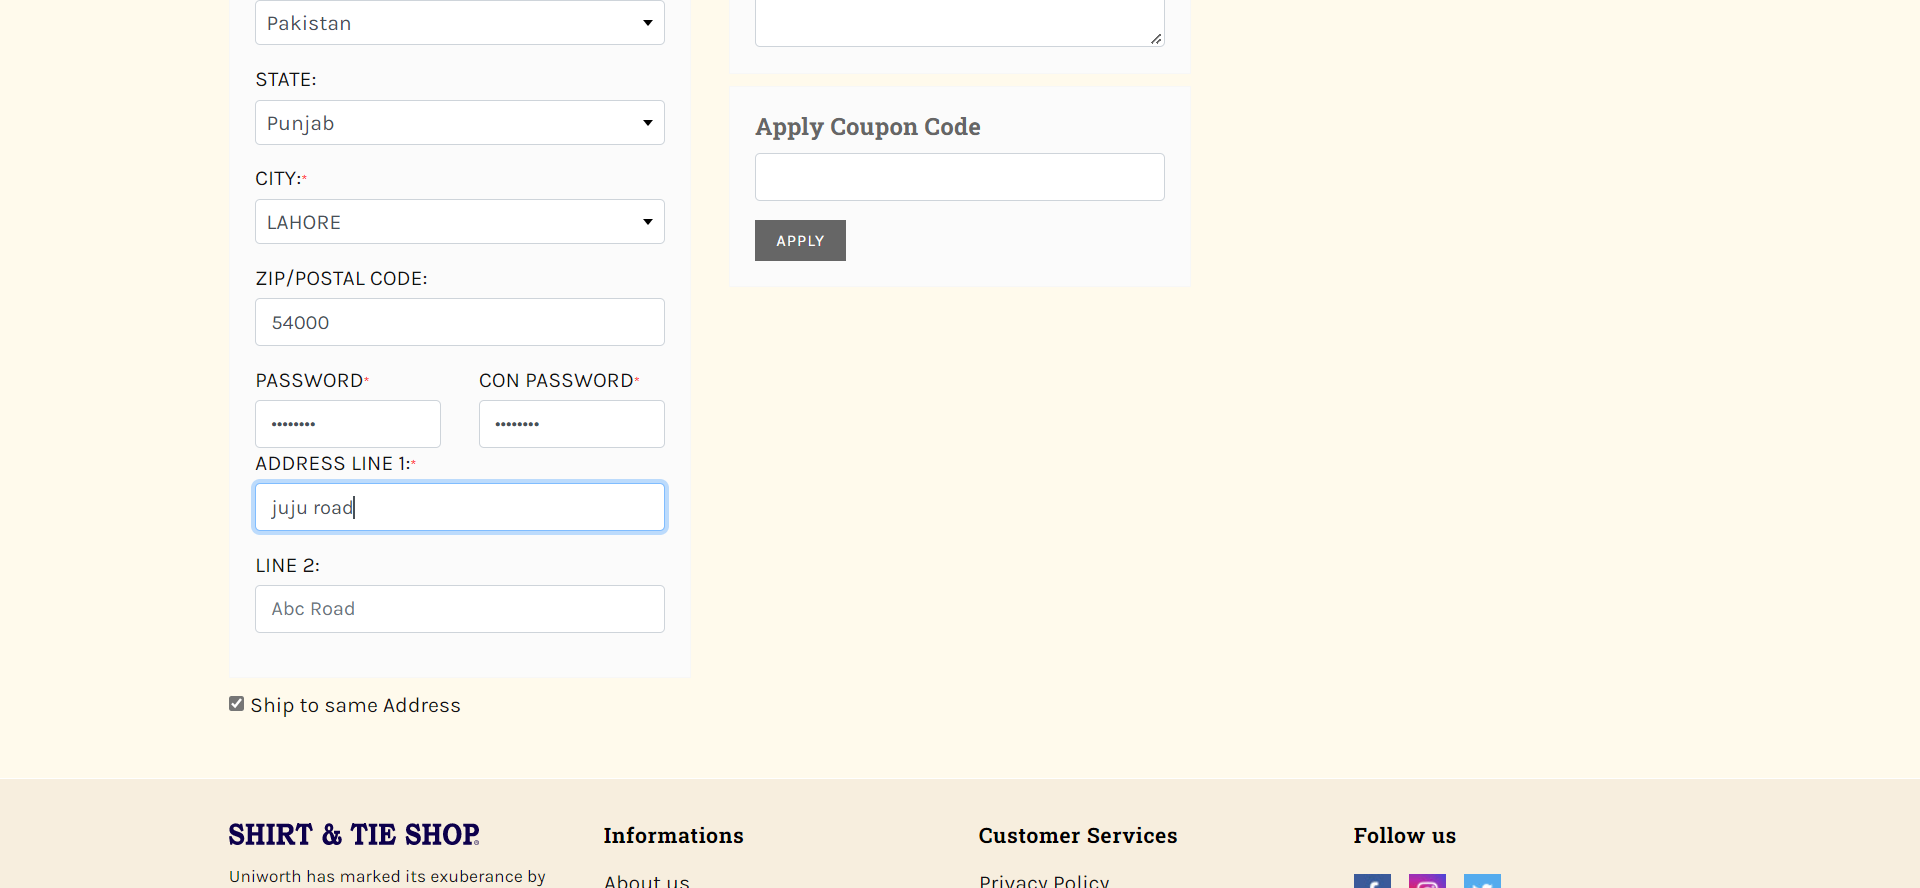 Pakistan
STATE:
Punjab
CITY:*
LAHORE
ZIP/POSTAL CODE:
54000
PASSWORD* CON PASSWORD*
•••••••• ••••••••
ADDRESS LINE 1:*
juju road
LINE 2:
Abc Road
Ship to same Address
Apply Coupon Code
APPLY
SHIRT & TIE SHOP®
Uniworth has marked its exuberance by
Informations
About us
Customer Services
Privacy Policy
Follow us